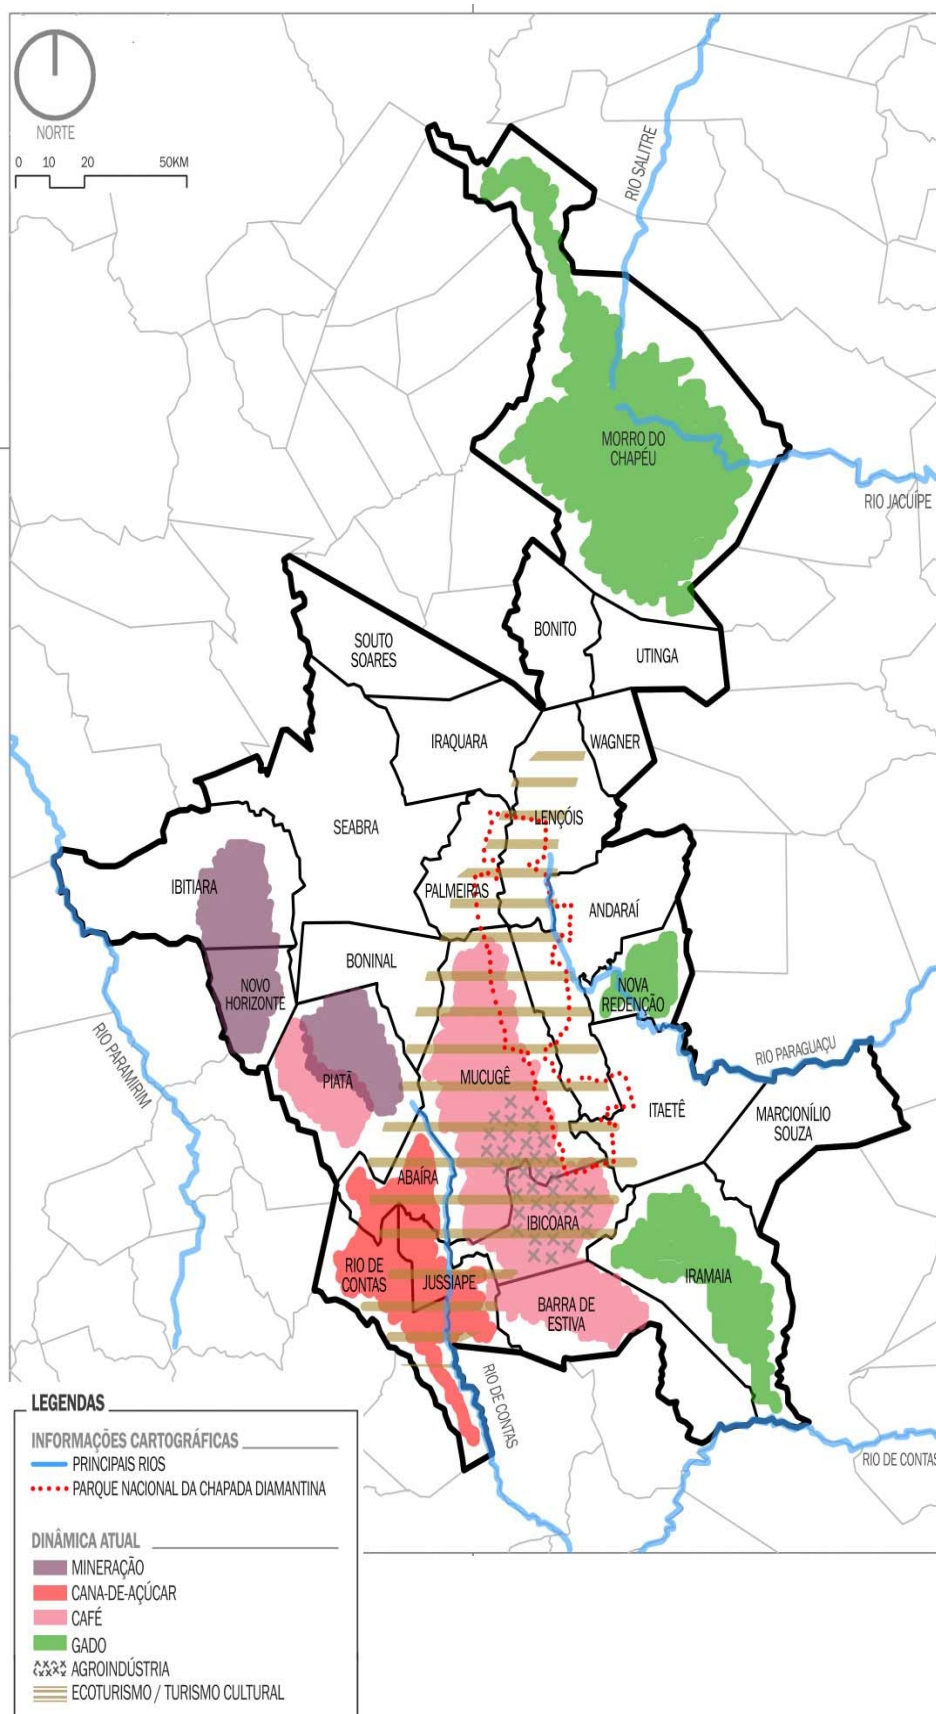 NORTE
0 10 20 50KM
RIO SALITRE
MORRO DO
CHAPÉU
RIO JACUÍPE
BONITO
UTINGA
SOUTO
SOARES
IRAQUARA
WAGNER
LENÇÓIS
SEABRA
IBITIARA
PALMEIRAS
ANDARAÍ
BONINAL
NOVO
HORIZONTE
NOVA
REDENÇÃO
RIO PARAMIRIM
RIO PARAGUAÇU
PIATÃ
MUCUGÊ
ITAETÊ
MARCIONÍLIO
SOUZA
ABAÍRA
IBICOARA
RIO DE
CONTAS
JUSSIAPE
IRAMAIA
BARRA DE
ESTIVA
RIO DE CONTAS
RIO DE CONTAS
LEGENDAS
INFORMAÇÕES CARTOGRÁFICAS
PRINCIPAIS RIOS
PARQUE NACIONAL DA CHAPADA DIAMANTINA
DINÂMICA ATUAL
MINERAÇÃO
CANA-DE-AÇÚCAR
CAFÉ
GADO
AGROINDÚSTRIA
ECOTURISMO / TURISMO CULTURAL